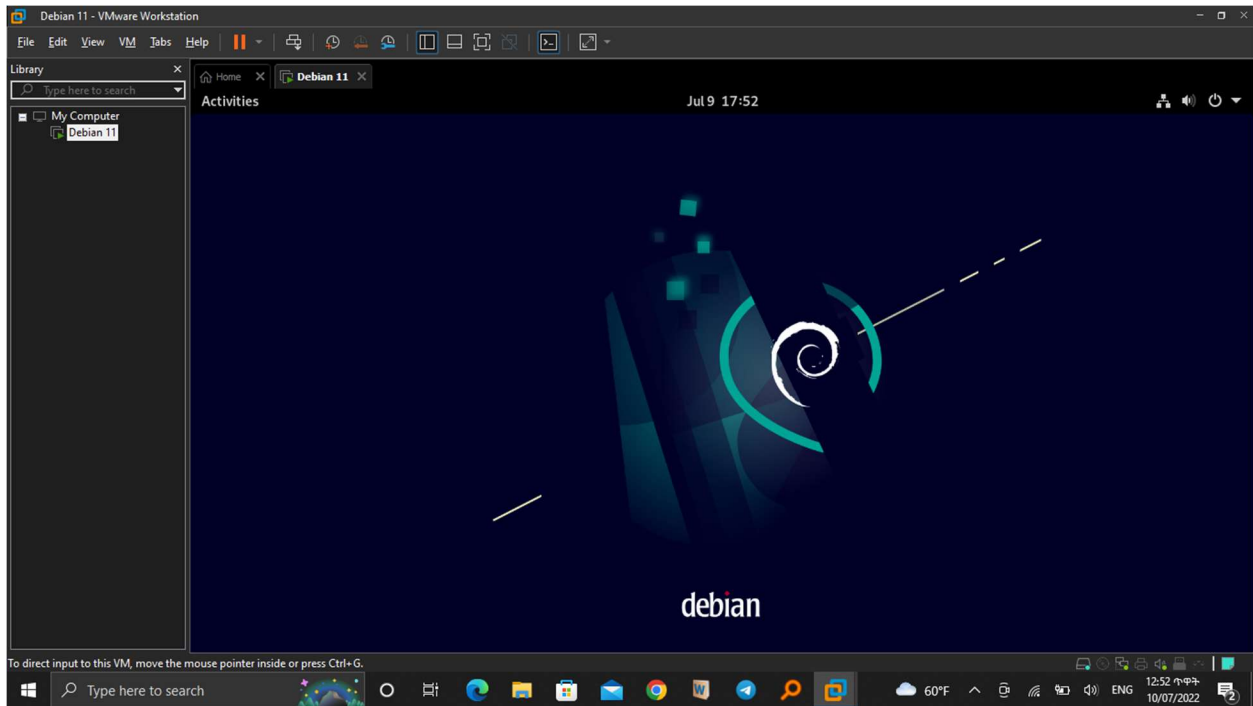 Debian 11 - VMware Workstation
File Edit View VM Tabs Help
Library
Home
Debian 11
Type here to search
Activities
Jul 9 17:52
My Computer
Debian 11
debian
To direct input to this VM, move the mouse pointer inside or press Ctrl+G.
Type here to search
60°F
ENG
12:52 ጥዋት
10/07/2022
2